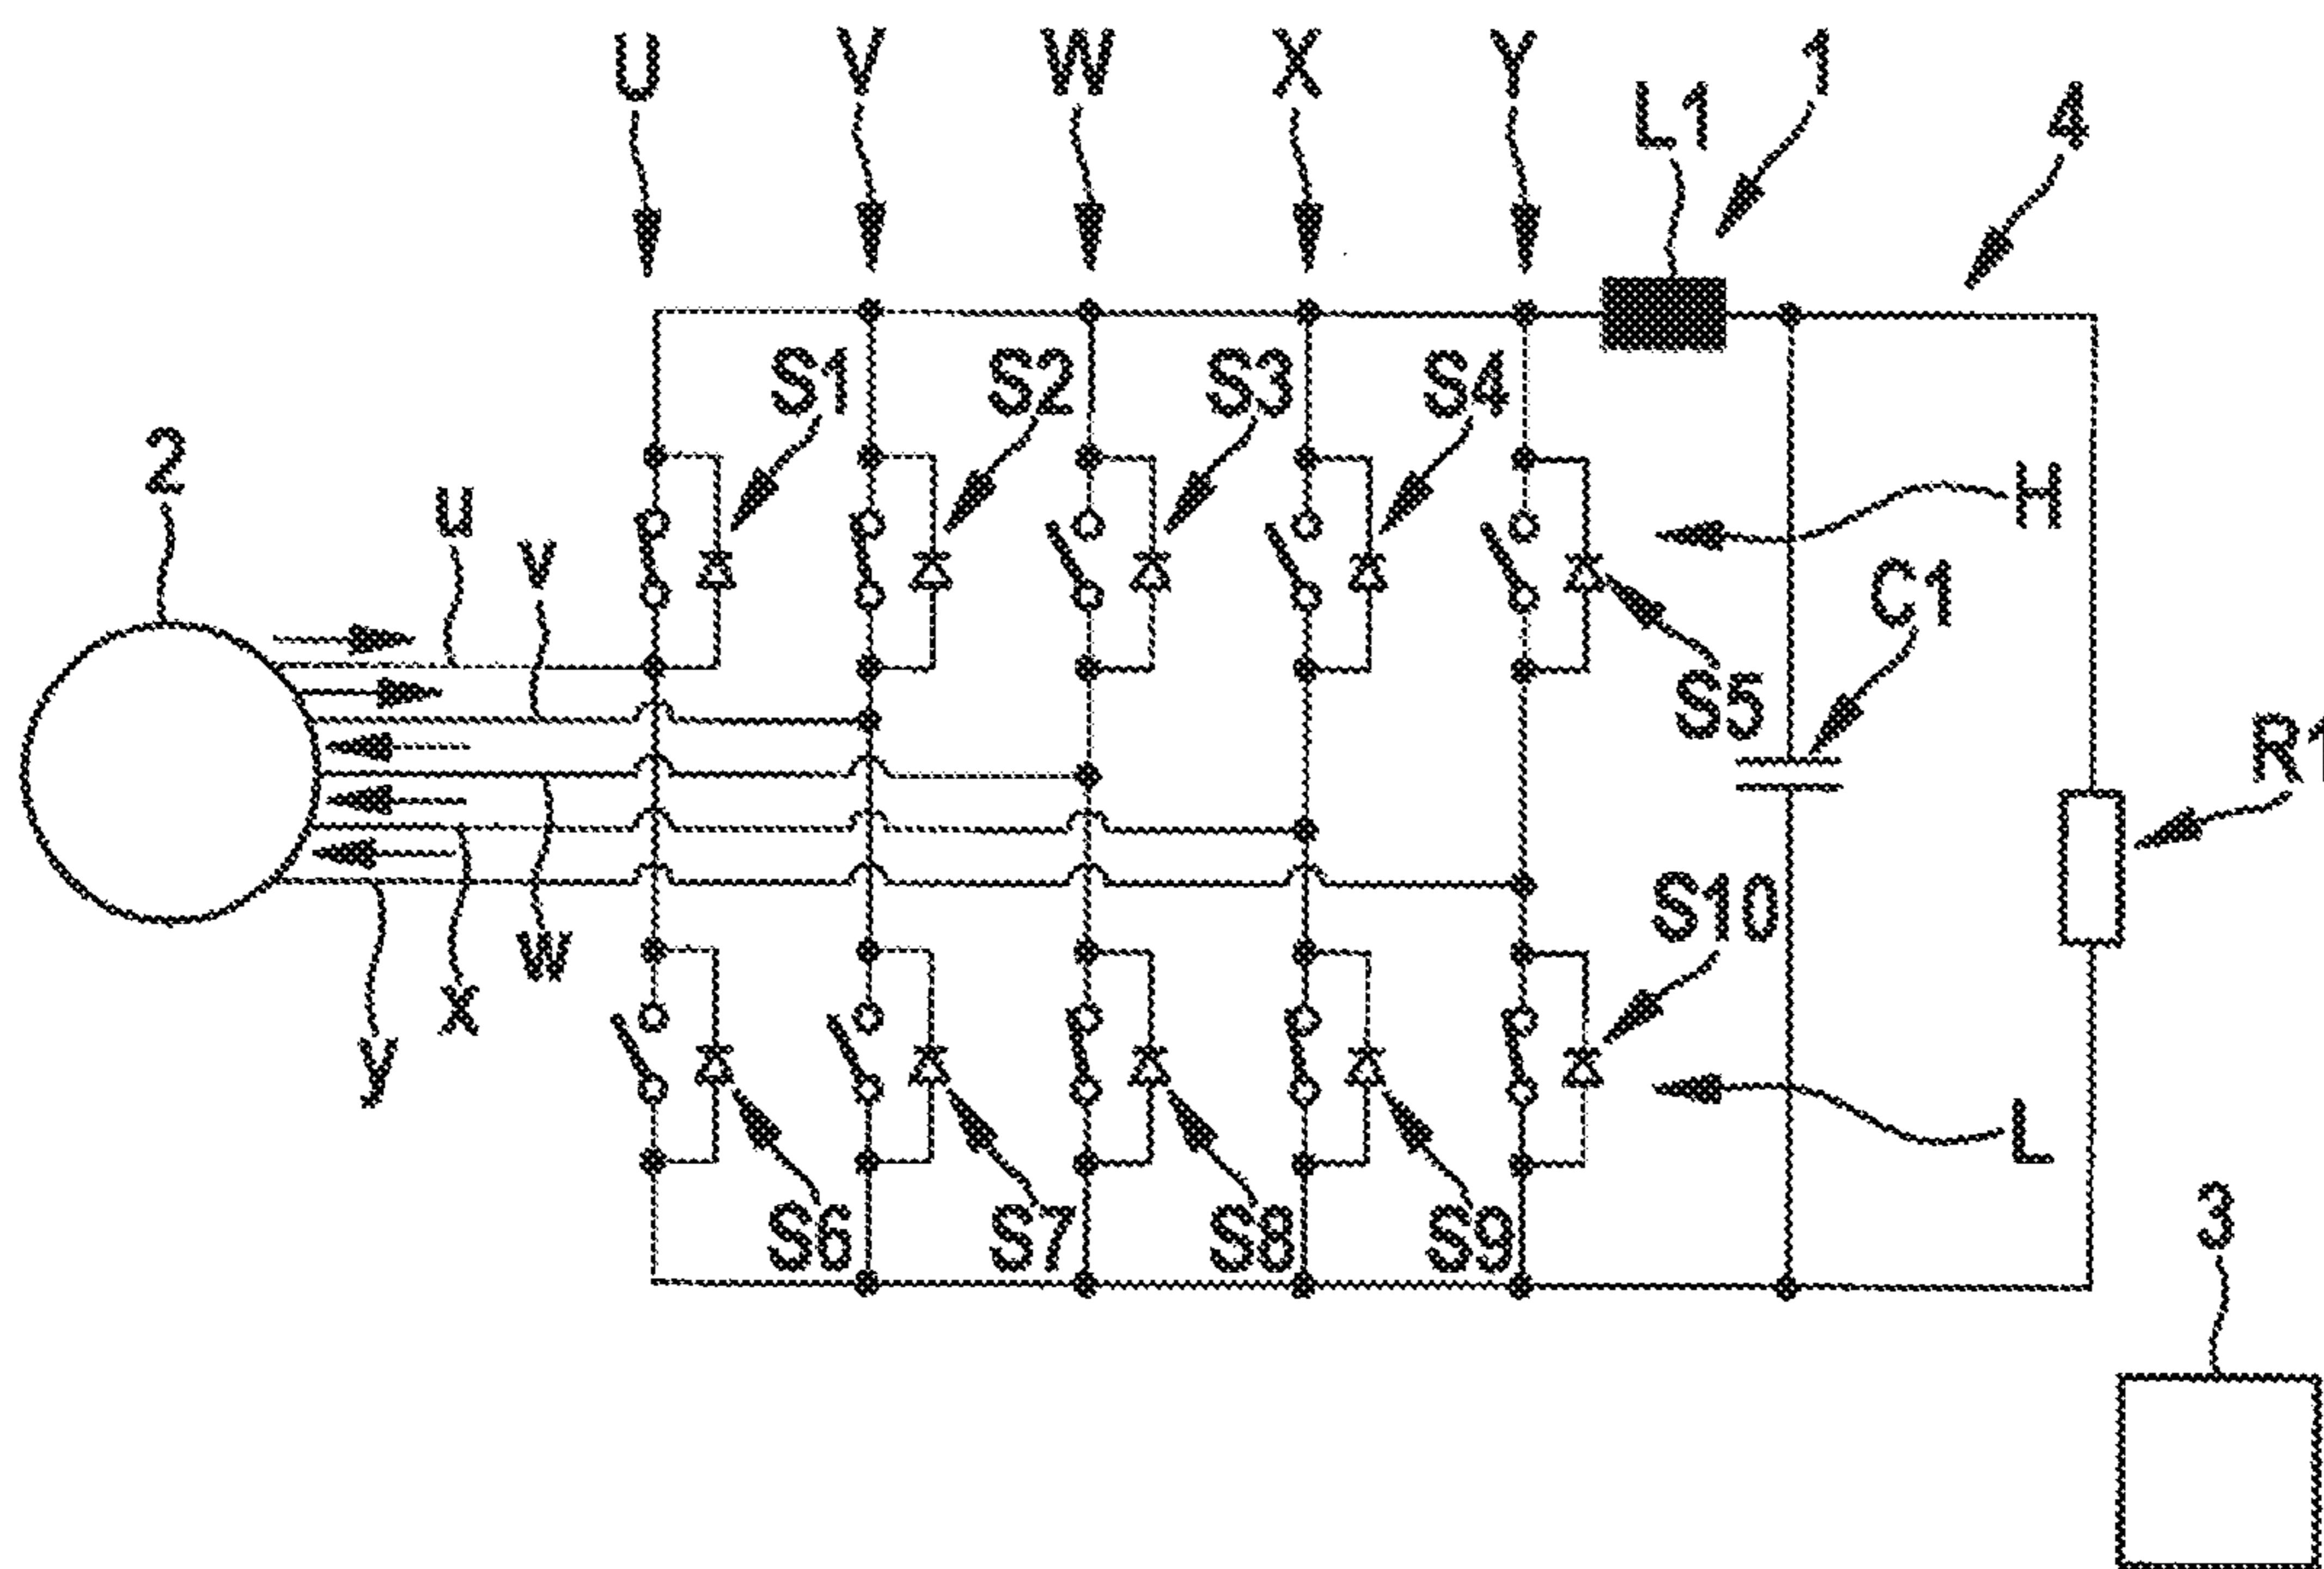 U V W X Y L1 1 4
S1 S2 S3 S4
2 u v H
C1
S5
R1
S10
w
x
y
L
S6 S7 S8 S9
3